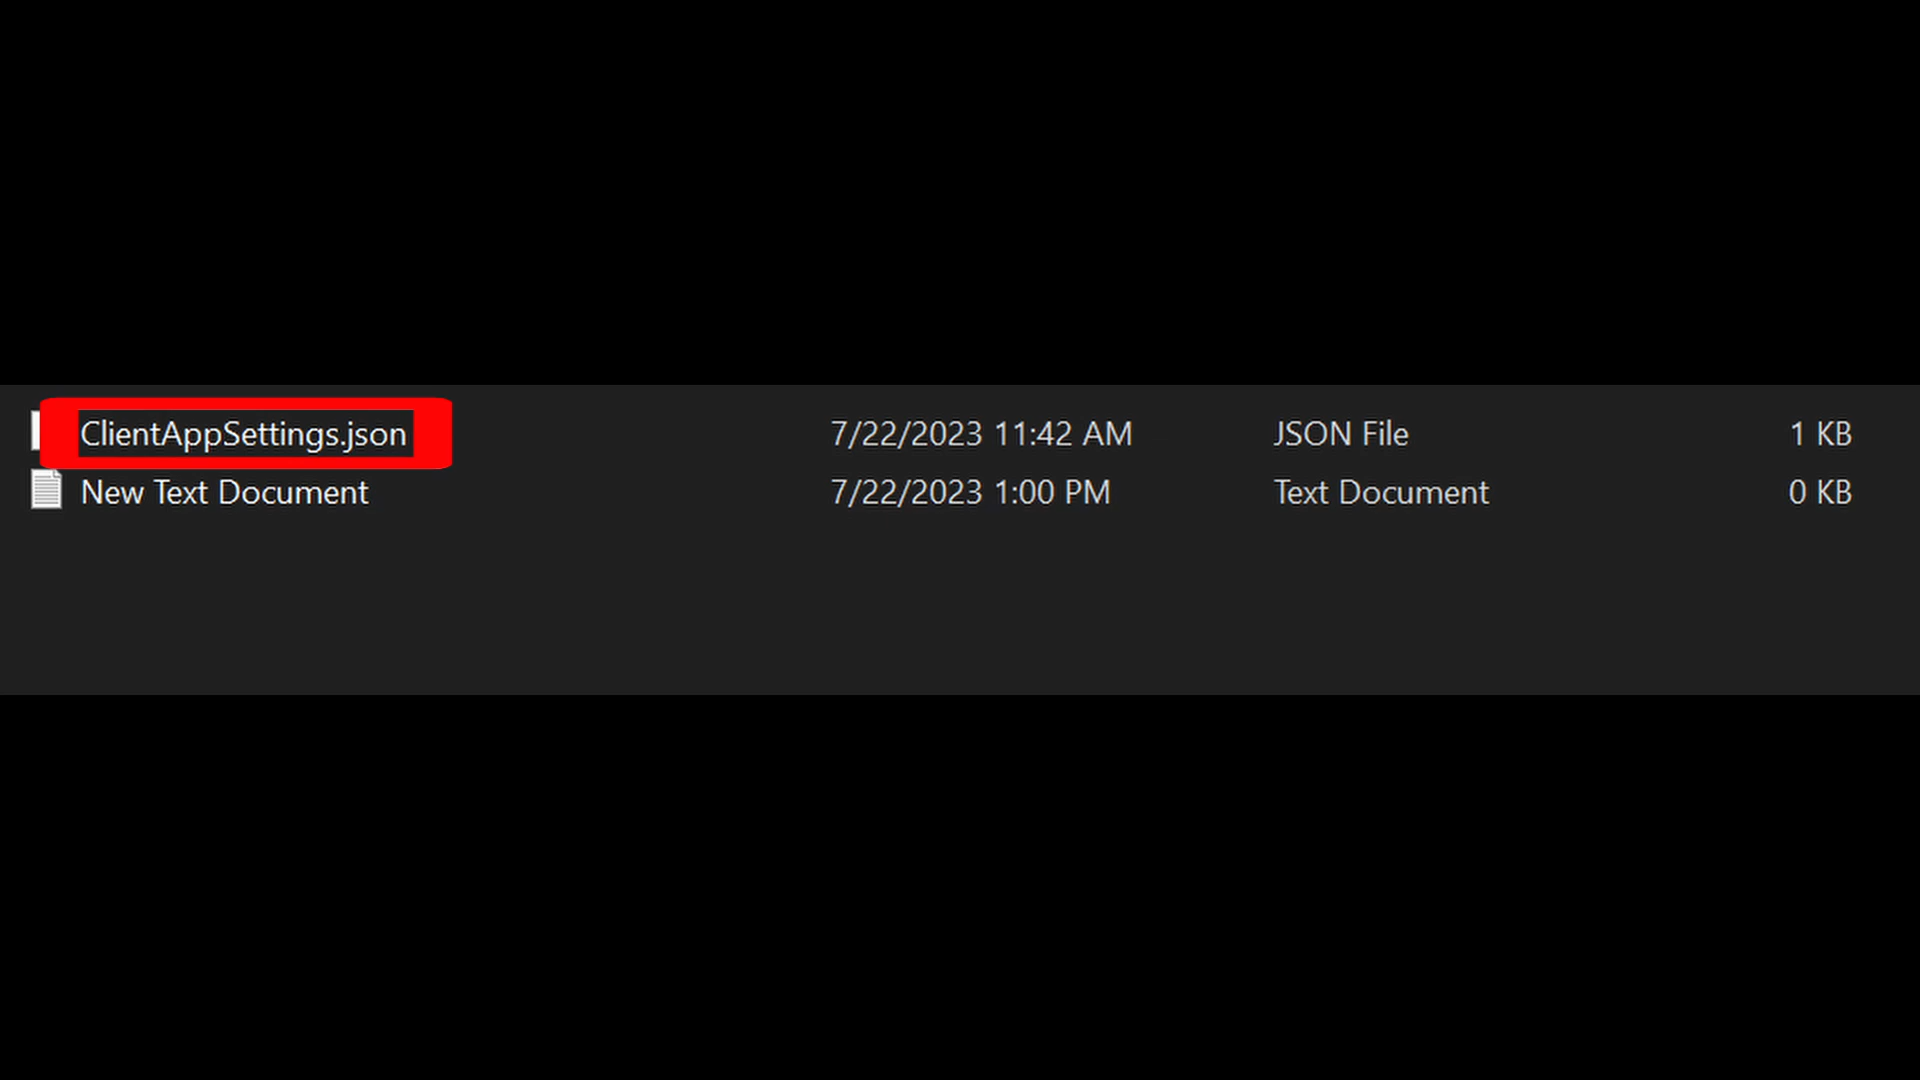 ClientAppSettings.json 7/22/2023 11:42 AM JSON File 1 KB
New Text Document 7/22/2023 1:00 PM Text Document 0 KB